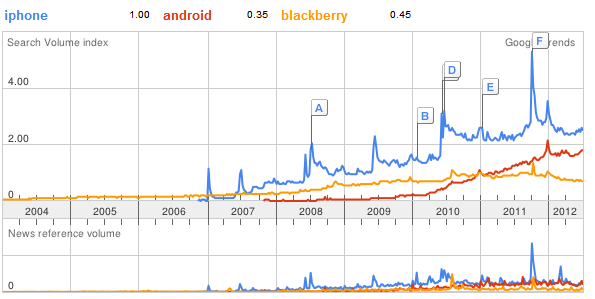 iphone 1.00 android 0.35 blackberry 0.45
Search Volume index Google Trends
F
D
4.00
E
A
B
2.00
0
2004 2005 2006 2007 2008 2009 2010 2011 2012
News reference volume
0